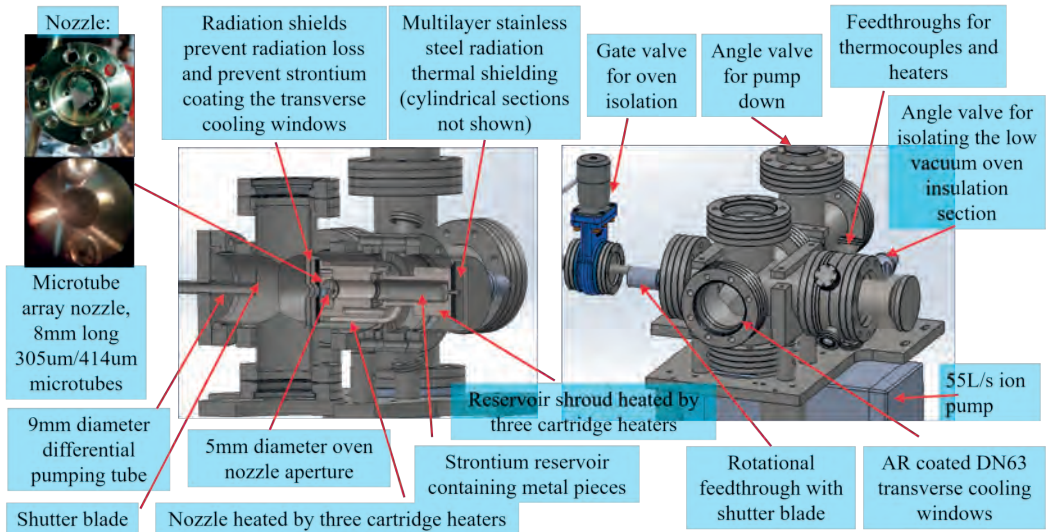 Nozzle:
Radiation shields
prevent radiation loss
and prevent strontium
coating the transverse
cooling windows
Multilayer stainless
steel radiation
thermal shielding
(cylindrical sections
not shown)
Gate valve
for oven
isolation
Angle valve
for pump
down
Feedthroughs for
thermocouples and
heaters
Angle valve for
isolating the low
vacuum oven
insulation
section
Microtube
array nozzle,
8mm long
305um/414um
microtubes
9mm diameter
differential
pumping tube
Shutter blade
5mm diameter oven
nozzle aperture
Nozzle heated by three cartridge heaters
Reservoir shroud heated by
three cartridge heaters
Strontium reservoir
containing metal pieces
Rotational
feedthrough with
shutter blade
55L/s ion
pump
AR coated DN63
transverse cooling
windows